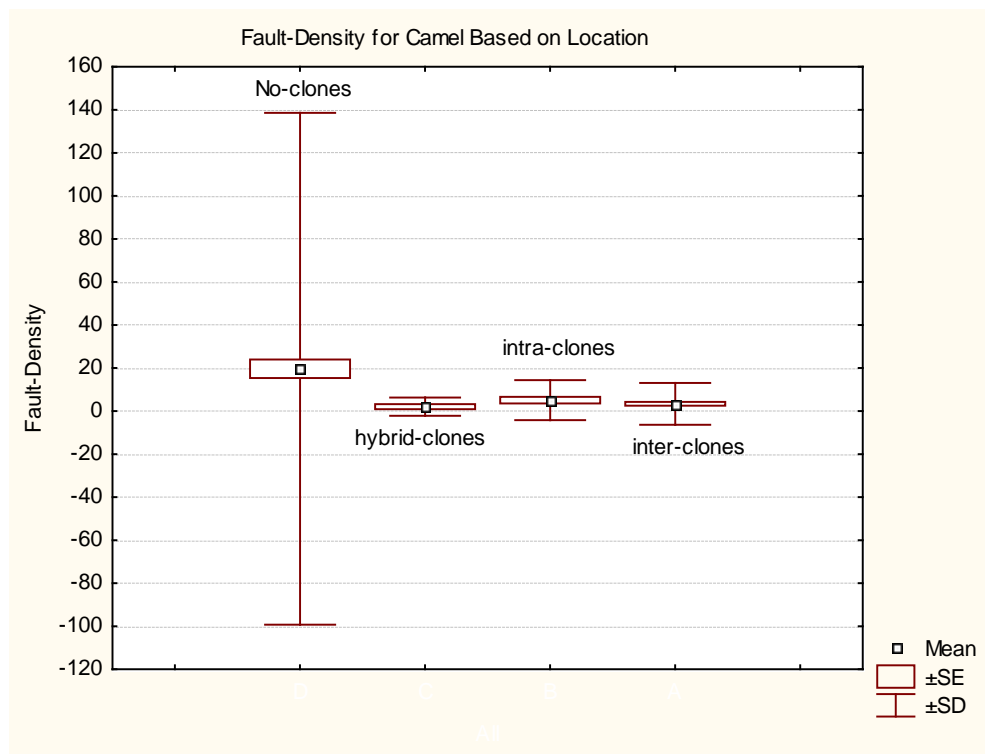 Fault-Density for Camel Based on Location
160
140
120
100
80
60
40
20
0
-20
-40
-60
-80
-100
-120
Fault-Density
No-clones
hybrid-clones
intra-clones
inter-clones
D
C
B
A
All
Mean
±SE
±SD